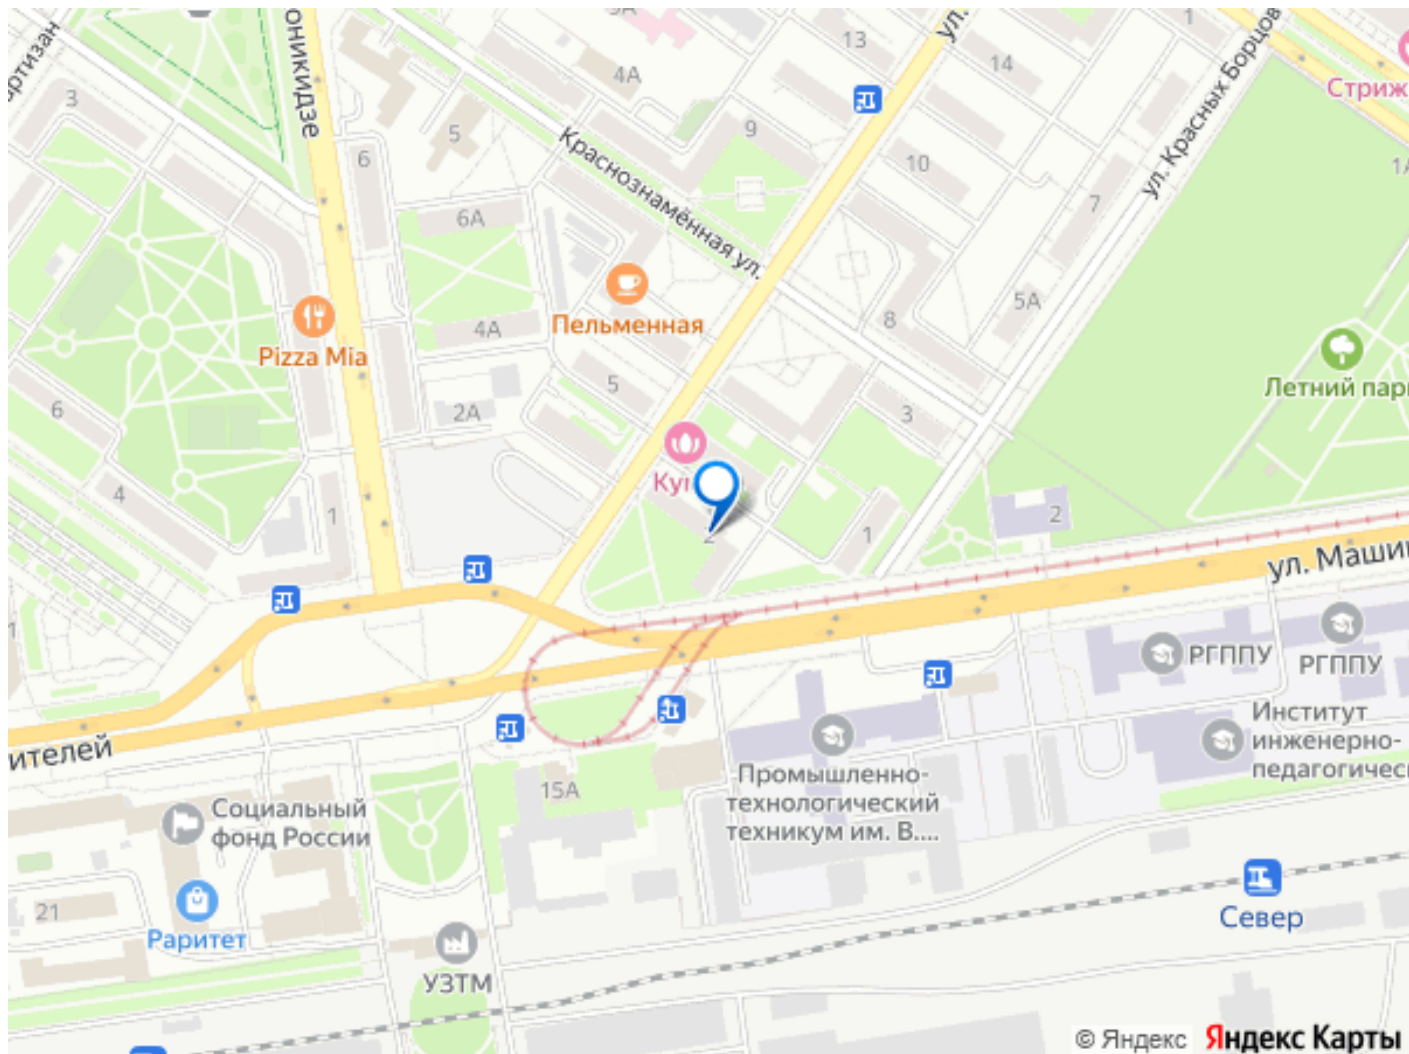 3А
13
ул.
1
ул. Красных Борцов
14
Стриж
ртизан
оникидзе
4А
3
5
9
6
Краснознамённая ул.
10
1А
7
6А
5А
8
Пельменная
4А
Pizza Mia
Летний пар
5
6
2А
3
4
1
2
1
2
ул. Маши
ителей
РГППУ
РГППУ
Институт
инженерно-
педагогичес
15А
Промышленно-
технологический
техникум им. В....
Социальный
фонд России
21
Раритет
УЗТМ
Север
© Яндекс Яндекс Карты